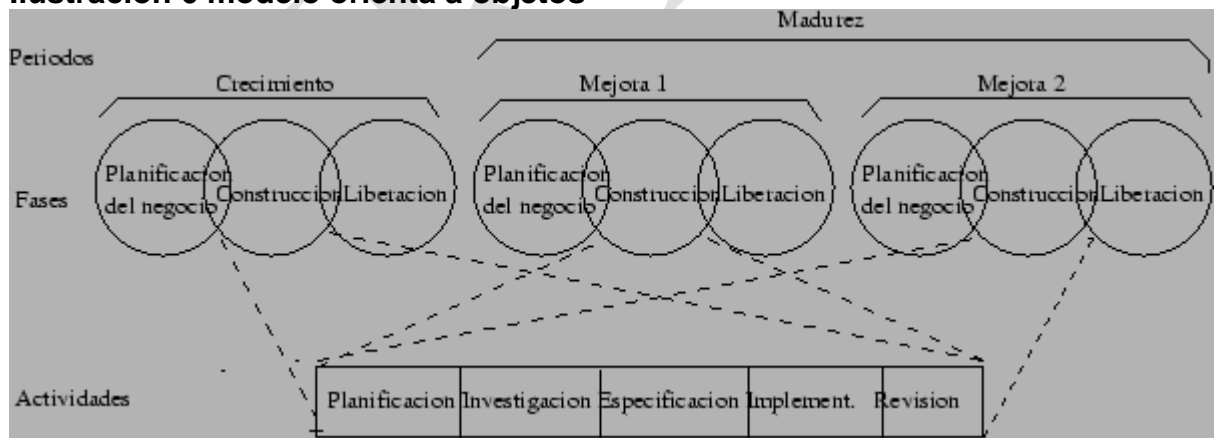 Ilustración 6 modelo orienta a objetos
Madurez
Periodos
Crecimiento
Mejora 1
Mejora 2
Fases
Planificacion
del negocio
Construccion
Liberacion
Planificacion
del negocio
Construccion
Liberacion
Planificacion
del negocio
Construccion
Liberacion
Actividades
Planificacion
Investigacion
Especificacion
Implement.
Revision